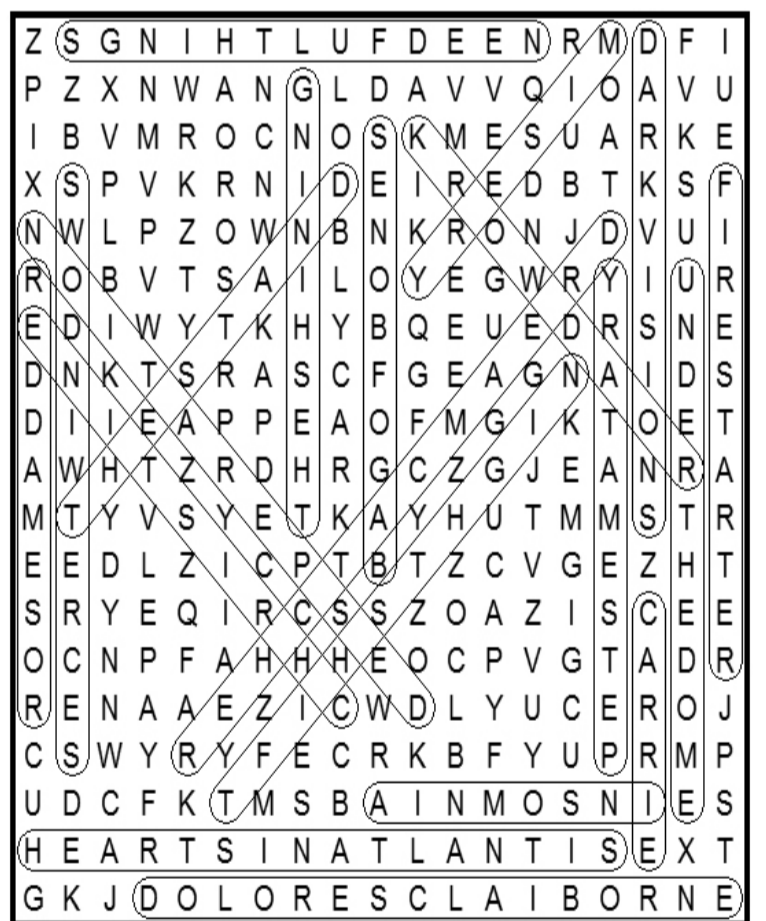 Z S G N I H T L U F D E E N R M D F I
P Z X N W A N G L D A V V Q I O A V U
I B V M R O C N O S K M E S U A R K E
X S P V K R N I D E I R E D B T K S F
N W L P Z O W N B N K R O N J D V U I
R O B V T S A I L O Y E G W R Y I U R
E D I W Y T K H Y B Q E U E D R S N E
D N K T S R A S C F G E A G N A I D S
D I I E A P P E A O F M G I K T O E T
A W H T Z R D H R G C Z G J E A N R A
M T Y V S Y E T K A Y H U T M M S T R
E E D L Z I C P T B T Z C V G E Z H T
S R Y E Q I R C S S Z O A Z I S C E E
O C N P F A H H H E O C P V G T A D R
R E N A A E Z I C W D L Y U C E R O J
C S W Y R Y F E C R K B F Y U P R M P
U D C F K T M S B A I N M O S N I E S
H E A R T S I N A T L A N T I S E X T
G K J D O L O R E S C L A I B O R N E